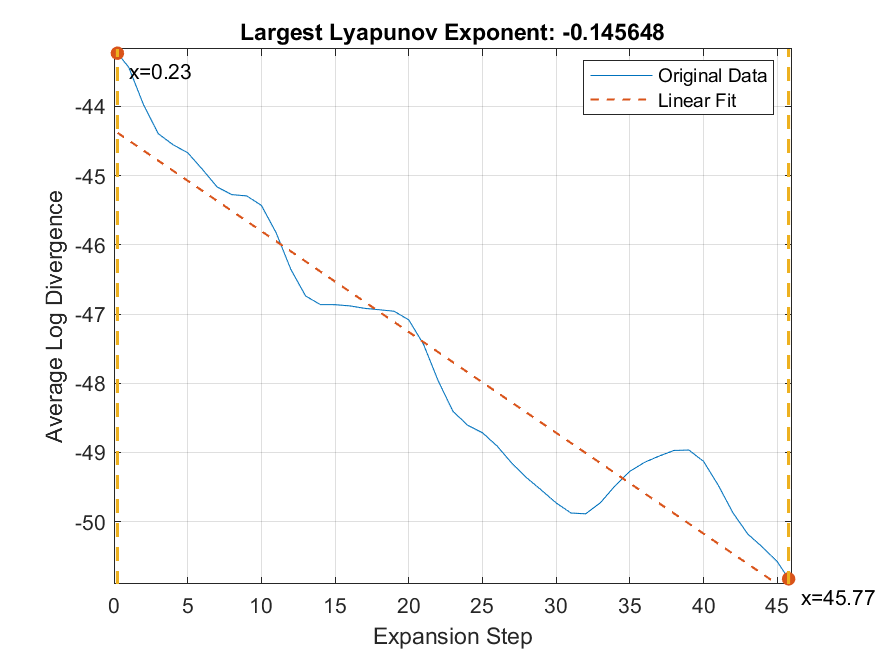 Largest Lyapunov Exponent: -0.145648
x=0.23
Original Data
Linear Fit
-44
-45
-46
-47
-48
-49
-50
Average Log Divergence
0 5 10 15 20 25 30 35 40 45
x=45.77
Expansion Step